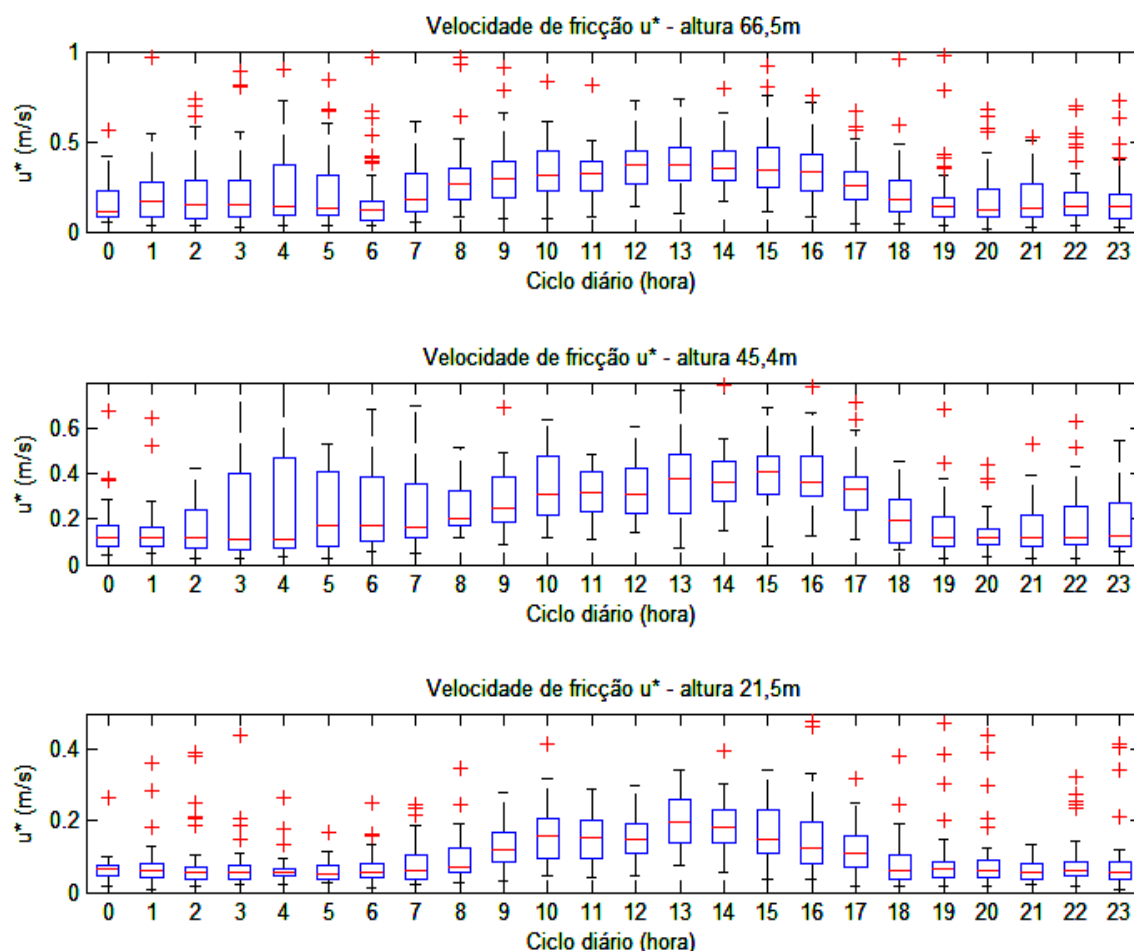 Velocidade de fricção u* - altura 66,5m
1
0.5
0
u* (m/s)
0 1 2 3 4 5 6 7 8 9 10 11 12 13 14 15 16 17 18 19 20 21 22 23
Ciclo diário (hora)
Velocidade de fricção u* - altura 45,4m
0.6
0.4
0.2
0
u* (m/s)
0 1 2 3 4 5 6 7 8 9 10 11 12 13 14 15 16 17 18 19 20 21 22 23
Ciclo diário (hora)
Velocidade de fricção u* - altura 21,5m
0.4
0.2
0
u* (m/s)
0 1 2 3 4 5 6 7 8 9 10 11 12 13 14 15 16 17 18 19 20 21 22 23
Ciclo diário (hora)